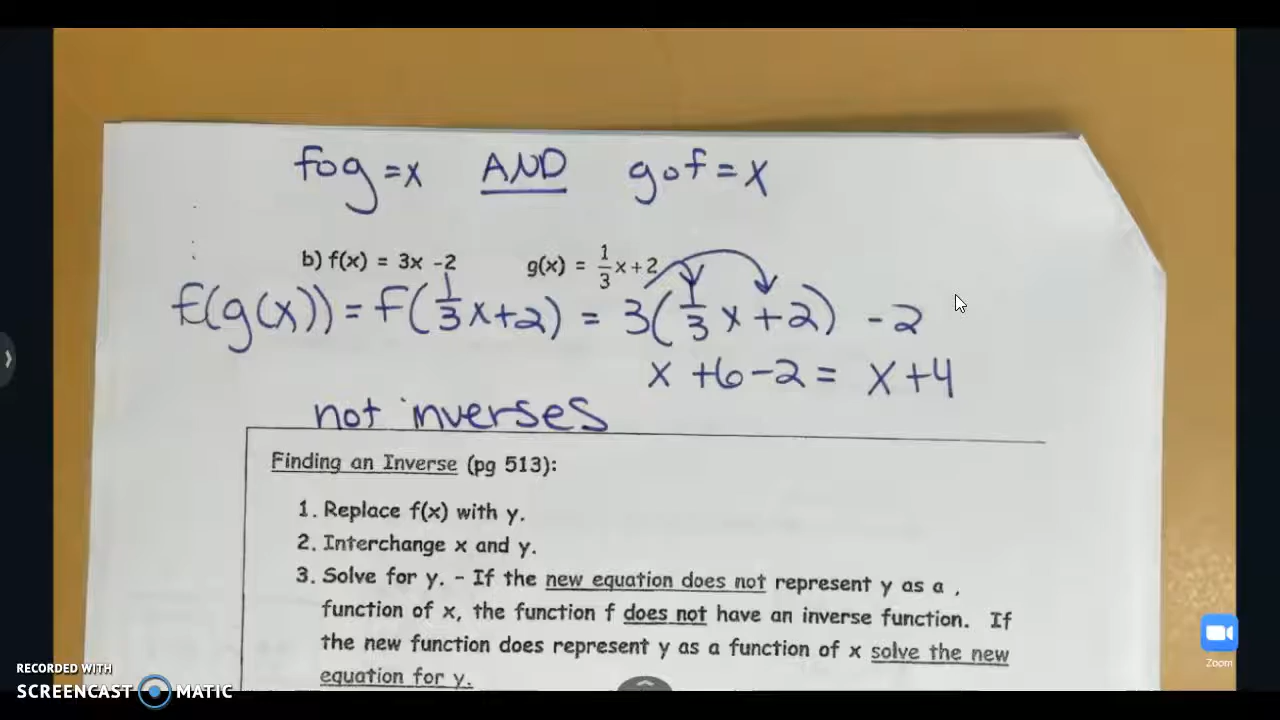 fog = x AND gof = x
b) f(x) = 3x -2 g(x) = 1/3 x + 2
f(g(x)) = f(1/3 x+2) = 3(1/3 x +2) - 2
x +6 -2 = x +4
not inverses
Finding an Inverse (pg 513):
1. Replace f(x) with y.
2. Interchange x and y.
3. Solve for y. - If the new equation does not represent y as a
function of x, the function f does not have an inverse function. If
the new function does represent y as a function of x solve the new
equation for y.
Zoom
RECORDED WITH
SCREENCAST MATIC